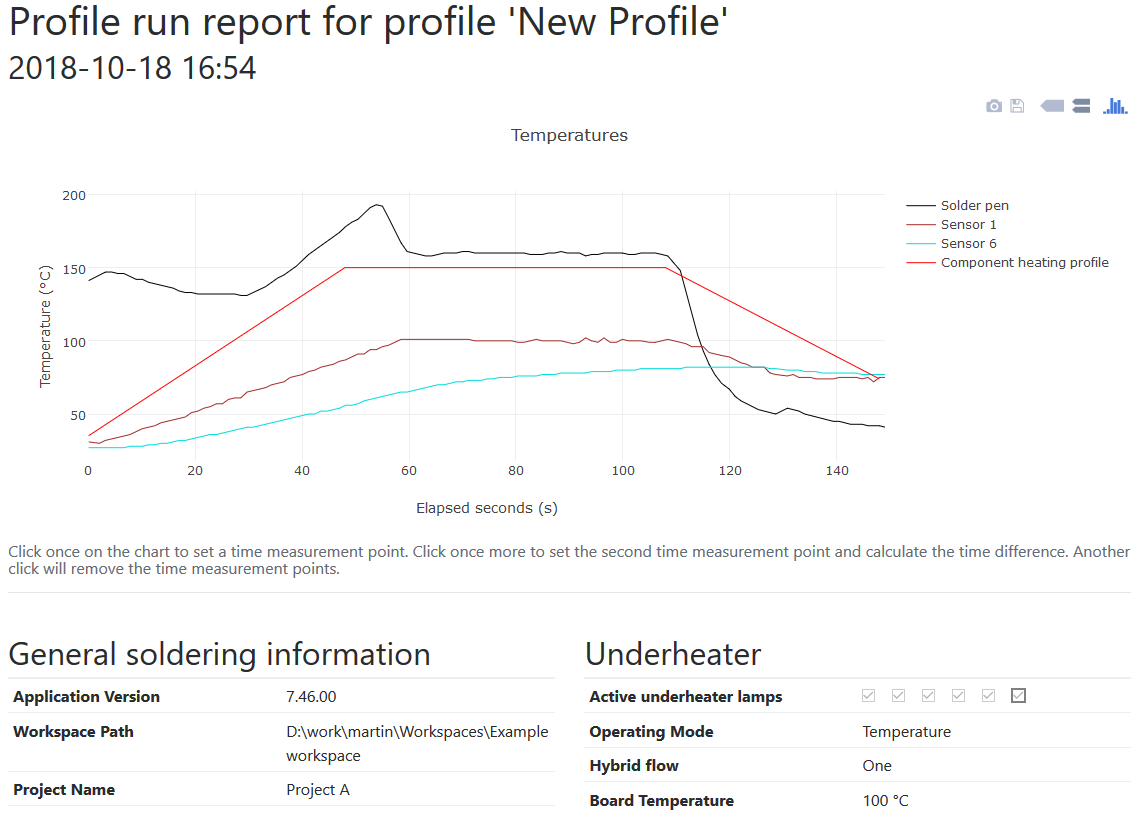 Profile run report for profile 'New Profile'
2018-10-18 16:54
Temperatures
200
150
100
50
Temperature (°C)
0 20 40 60 80 100 120 140
Elapsed seconds (s)
Solder pen
Sensor 1
Sensor 6
Component heating profile
Click once on the chart to set a time measurement point. Click once more to set the second time measurement point and calculate the time difference. Another
click will remove the time measurement points.
General soldering information
Application Version 7.46.00
Workspace Path D:\work\martin\Workspaces\Example
workspace
Project Name Project A
Underheater
Active underheater lamps
Operating Mode Temperature
Hybrid flow One
Board Temperature 100 °C